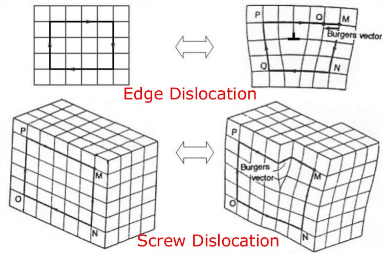 P
Q
M
Burgers vector
O
N
Edge Dislocation
P
M
O
N
P
M
Burgers
vector
O
N
Screw Dislocation